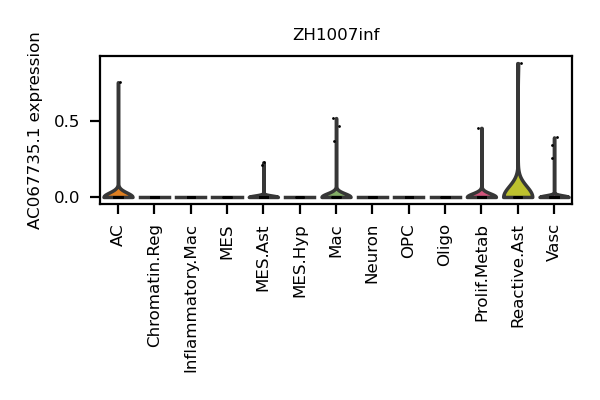 ZH1007inf
AC067735.1 expression
0.5
0.0
AC
Chromatin.Reg
Inflammatory.Mac
MES
MES.Ast
MES.Hyp
Mac
Neuron
OPC
Oligo
Prolif.Metab
Reactive.Ast
Vasc